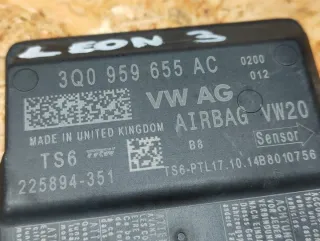 LEON 3
3Q0 959 655 AC
0200
012
VW AG
MADE IN UNITED KINGDOM
AIRBAG VW20
TS6 TRW
B8
Sensor
225894-351
TS6-PTL17.10.14B8010756